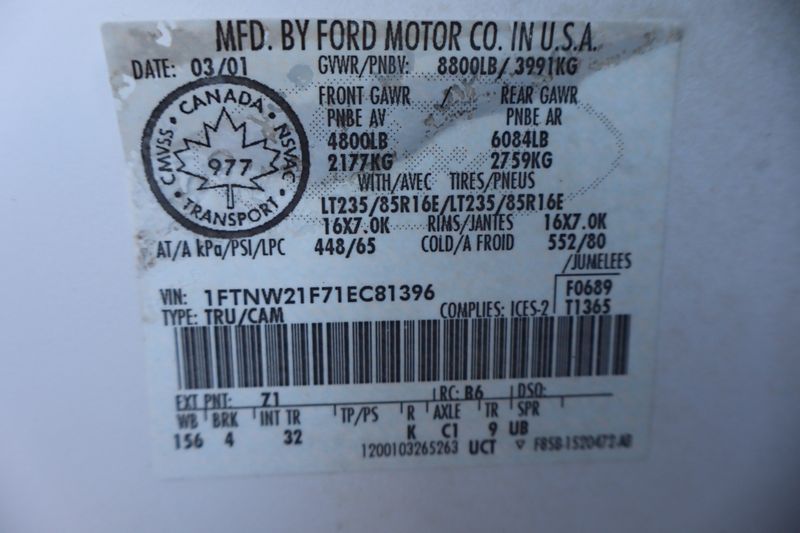 MFD. BY FORD MOTOR CO. IN U.S.A.
DATE: 03/01 GVWR/PNBV: 8800LB/ 3991KG
CANADA
CMVSS NSVAC
977
TRANSPORT
FRONT GAWR / REAR GAWR
PNBE AV PNBE AR
4800LB 6084LB
2177KG 2759KG
WITH/AVEC TIRES/PNEUS
LT235/85R16E/LT235/85R16E
16X7.0K RIMS/JANTES 16X7.0K
AT/A kPa/PSI/LPC 448/65 COLD/A FROID 552/80
/JUMELEES
VIN: 1FTNW21F71EC81396 F0689
TYPE: TRU/CAM COMPLIES: ICES-2 T1365
EXT PNT: Z1 RC: B6 DSO:
WB BRK INT TR TP/PS R AXLE TR SPR
156 4 32 K C1 9 UB
1200103265263 UCT F85B-1520472-AB